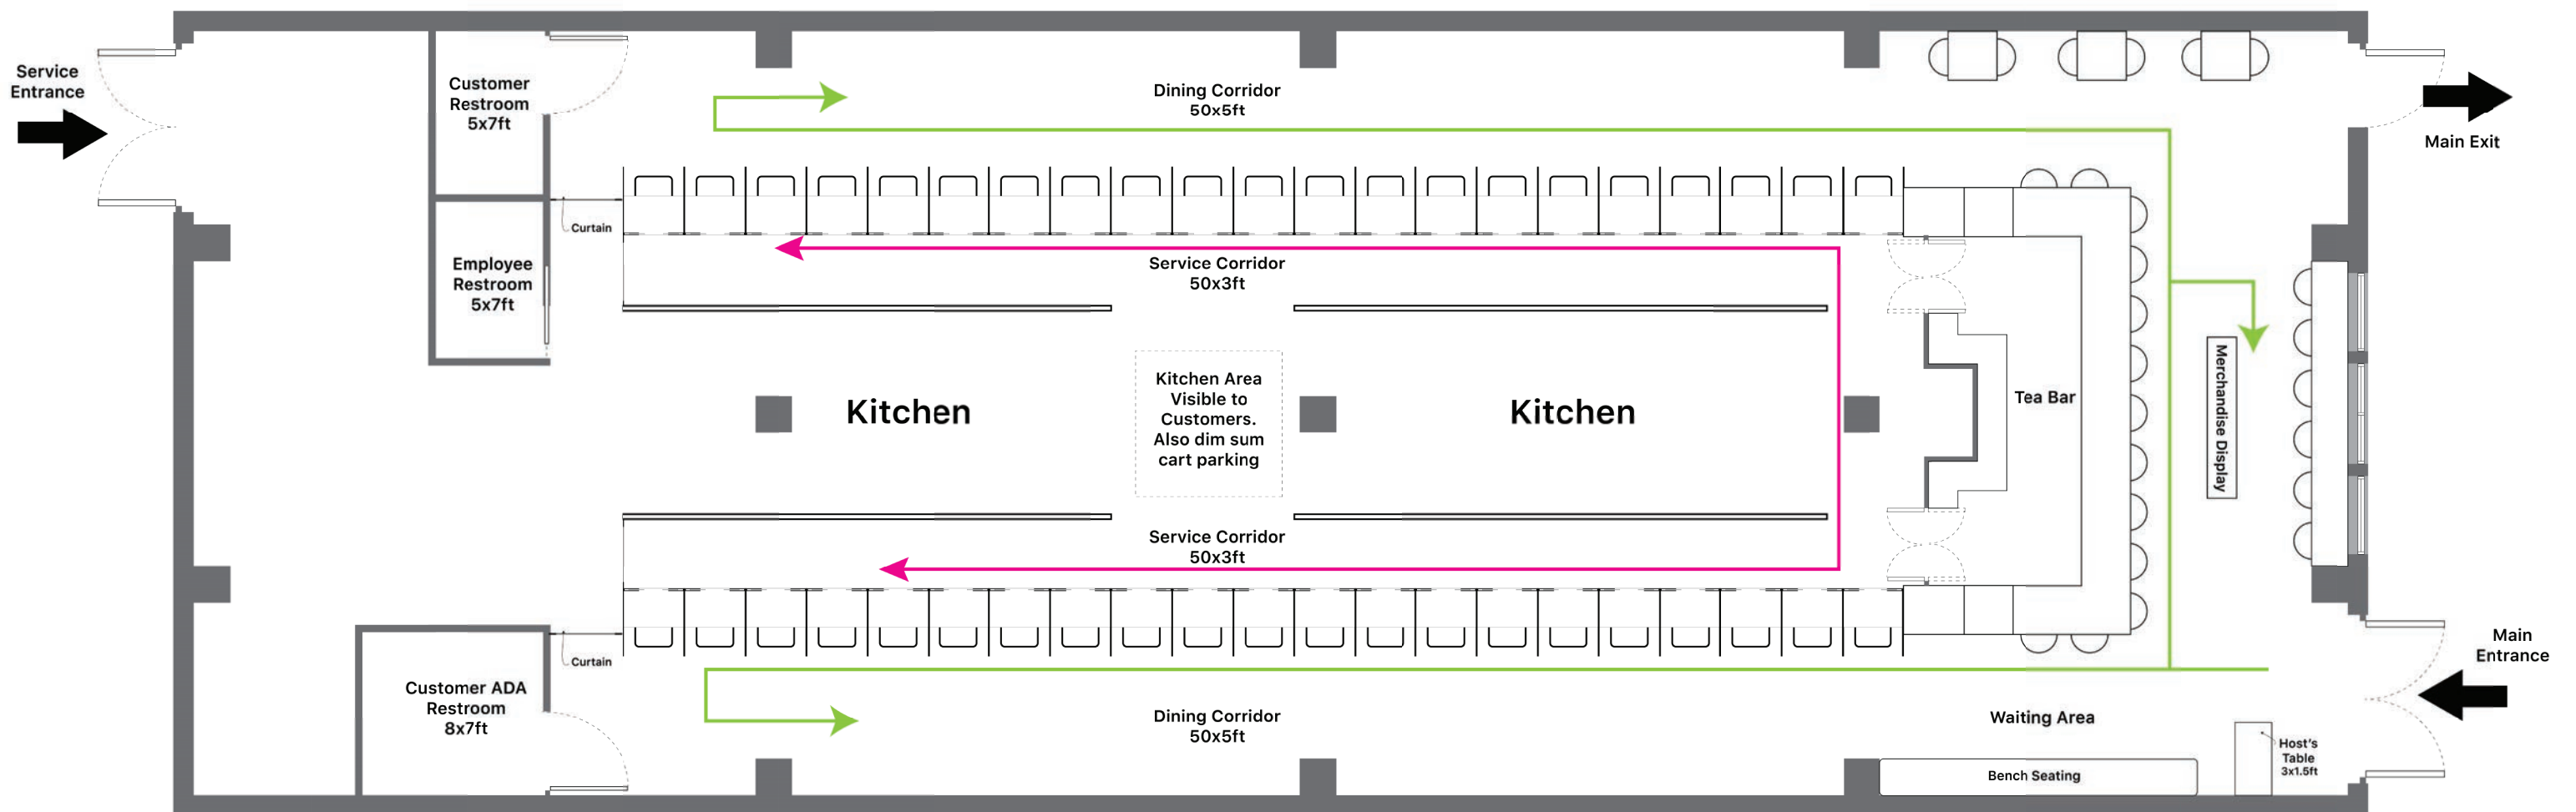 Service
Entrance
Customer
Restroom
5x7ft
Dining Corridor
50x5ft
Main Exit
Curtain
Employee
Restroom
5x7ft
Service Corridor
50x3ft
Kitchen
Kitchen Area
Visible to
Customers.
Also dim sum
cart parking
Kitchen
Tea Bar
Merchandise Display
Service Corridor
50x3ft
Curtain
Main
Entrance
Customer ADA
Restroom
8x7ft
Dining Corridor
50x5ft
Waiting Area
Host's
Table
3x1.5ft
Bench Seating